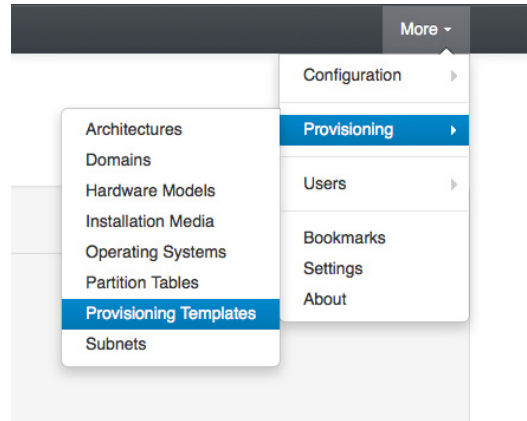 More
Configuration
Provisioning
Users
Bookmarks
Settings
About
Architectures
Domains
Hardware Models
Installation Media
Operating Systems
Partition Tables
Provisioning Templates
Subnets